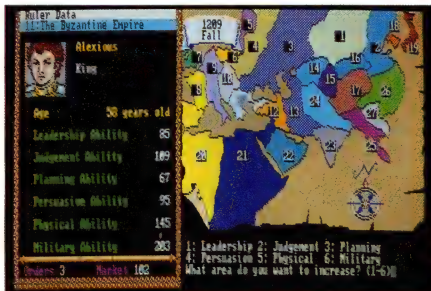 Ruler Data
11:The Byzantine Empire
Alexious
King
Age 58 years old
Leadership Ability 85
Judgement Ability 109
Planning Ability 67
Persuasion Ability 95
Physical Ability 145
Military Ability 203
Orders 3 Market 102
1209
Fall
1: Leadership 2: Judgement 3: Planning
4: Persuasion 5: Physical 6: Military
What area do you want to increase? (1-6)